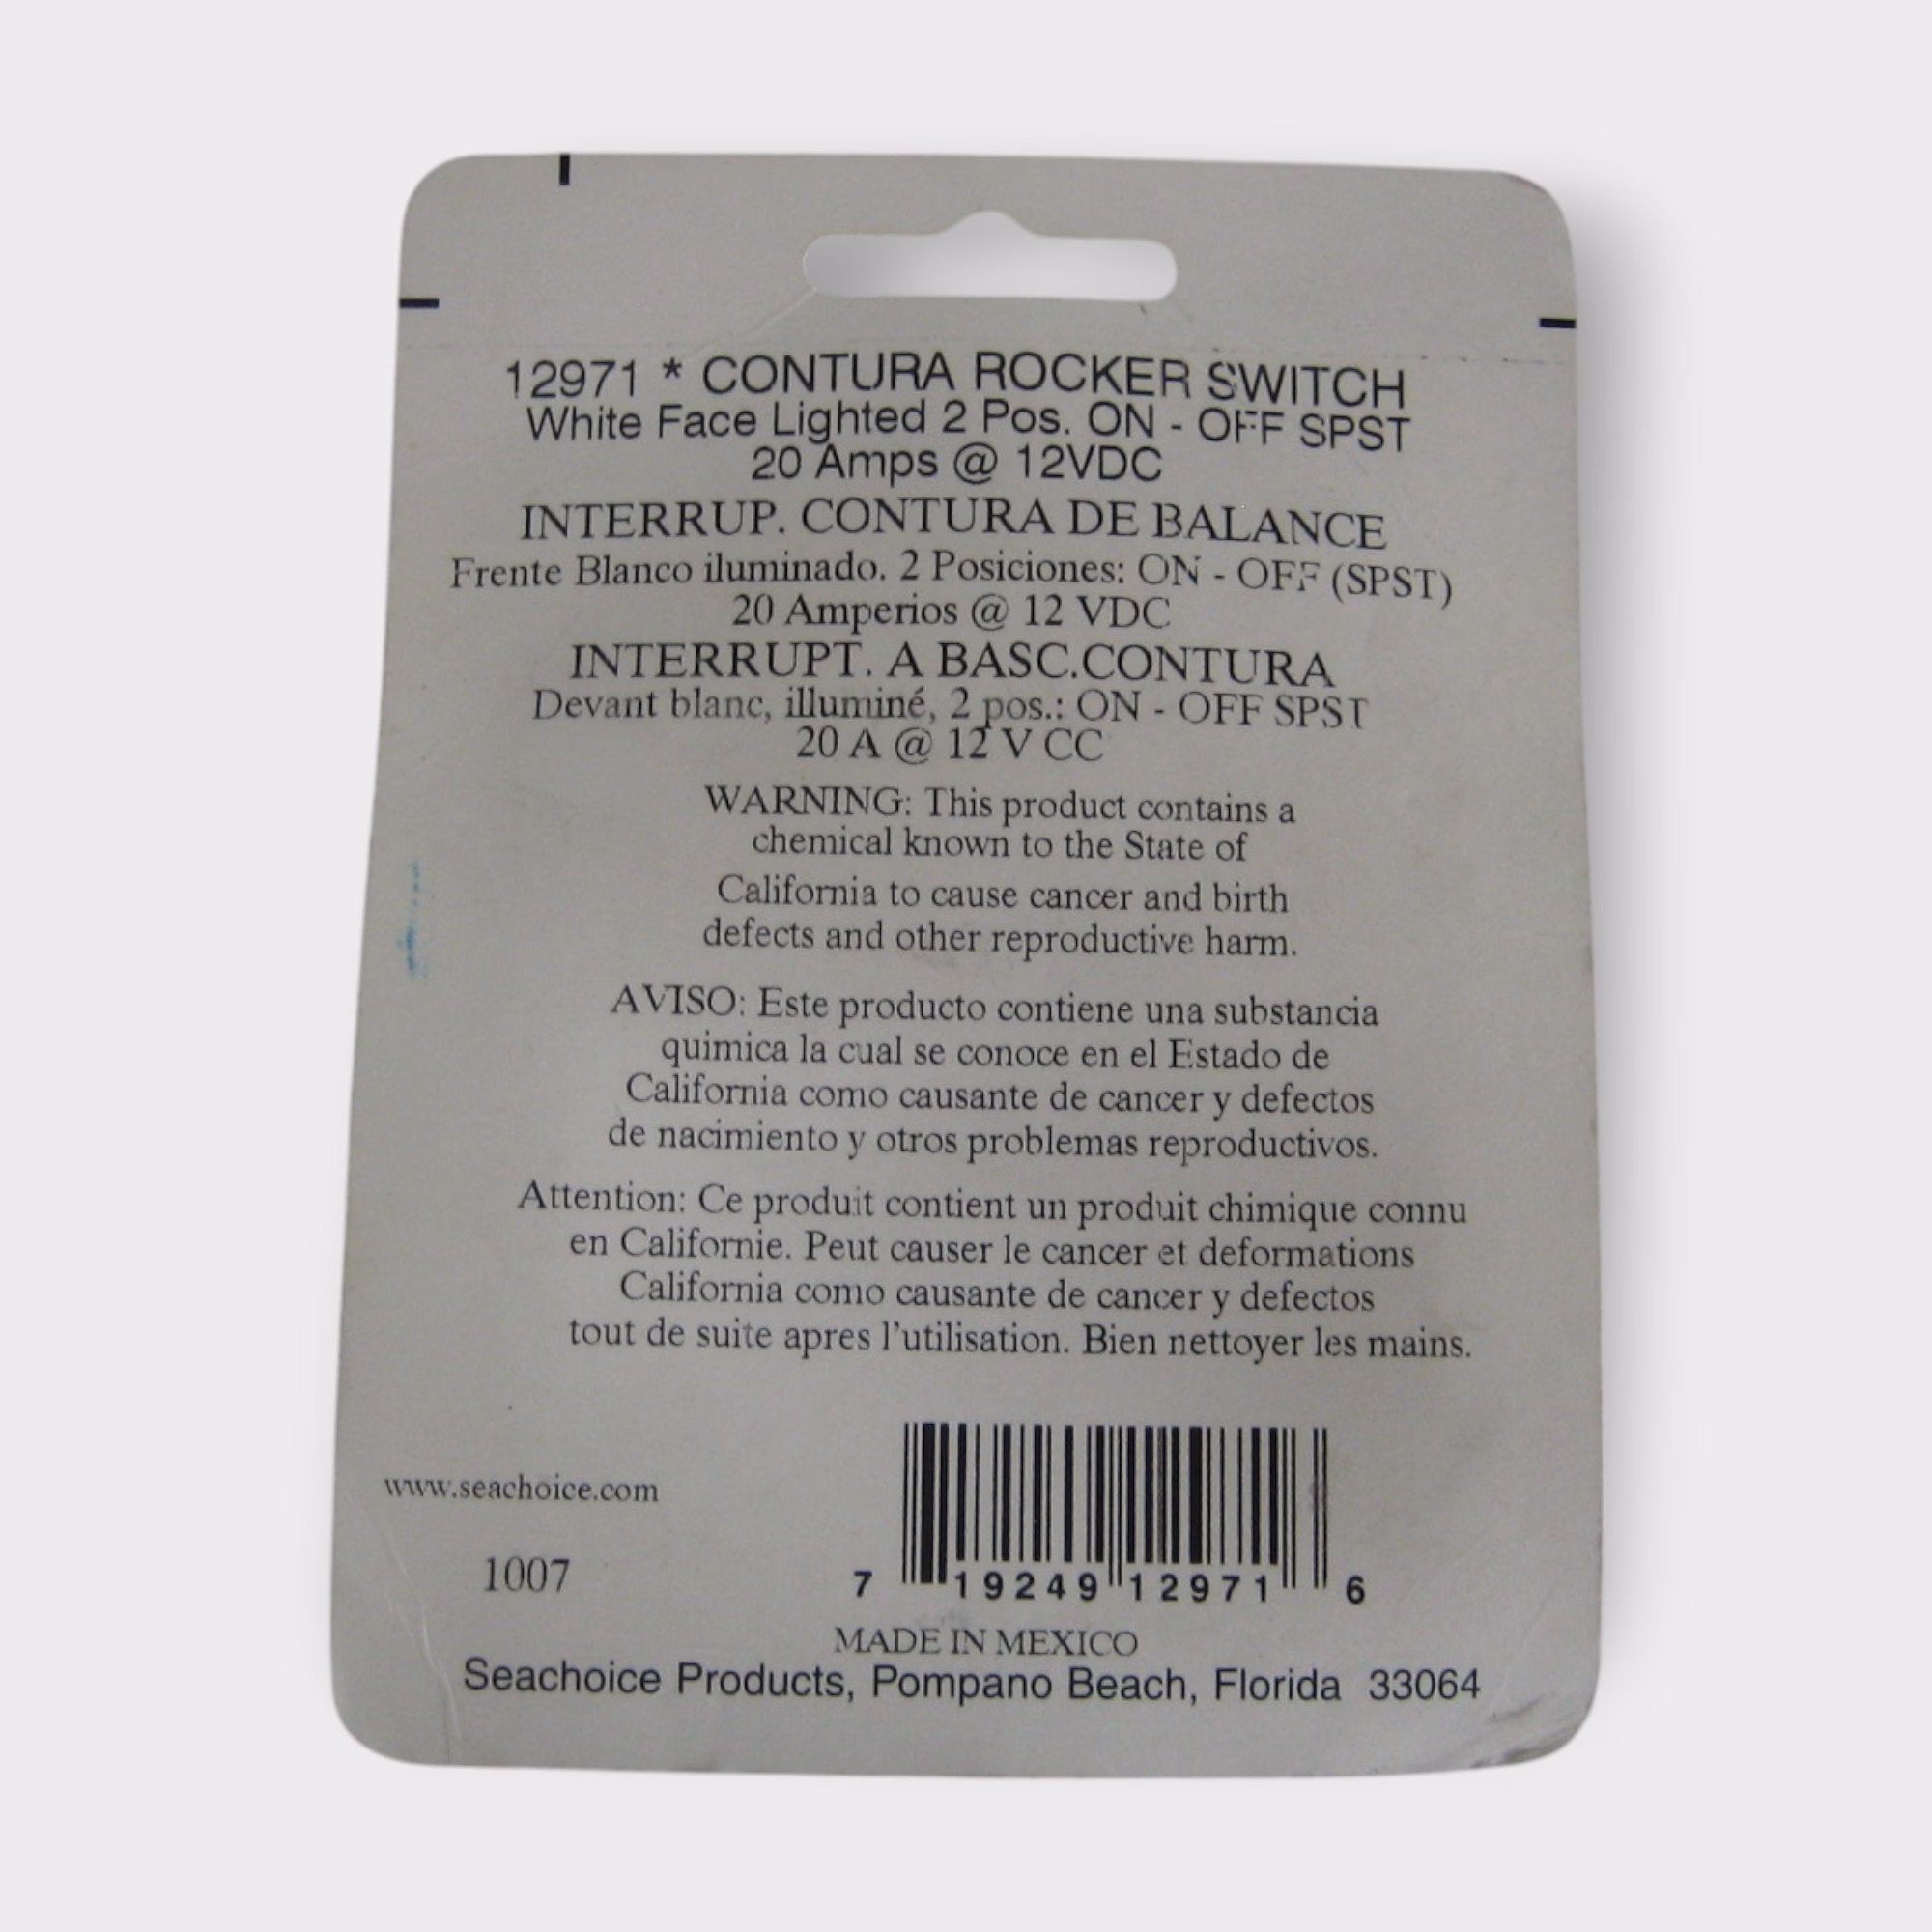 12971 * CONTURA ROCKER SWITCH
White Face Lighted 2 Pos. ON - OFF SPST
20 Amps @ 12VDC
INTERRUP. CONTURA DE BALANCE
Frente Blanco iluminado. 2 Posiciones: ON - OFF (SPST)
20 Amperios @ 12 VDC
INTERRUPT. A BASC.CONTURA
Devant blanc, illuminé, 2 pos.: ON - OFF SPST
20 A @ 12 V CC
WARNING: This product contains a
chemical known to the State of
California to cause cancer and birth
defects and other reproductive harm.
AVISO: Este producto contiene una substancia
quimica la cual se conoce en el Estado de
California como causante de cancer y defectos
de nacimiento y otros problemas reproductivos.
Attention: Ce produit contient un produit chimique connu
en Californie. Peut causer le cancer et deformations
California como causante de cancer y defectos
tout de suite apres l'utilisation. Bien nettoyer les mains.
www.seachoice.com
1007
7 19249 12971 6
MADE IN MEXICO
Seachoice Products, Pompano Beach, Florida 33064